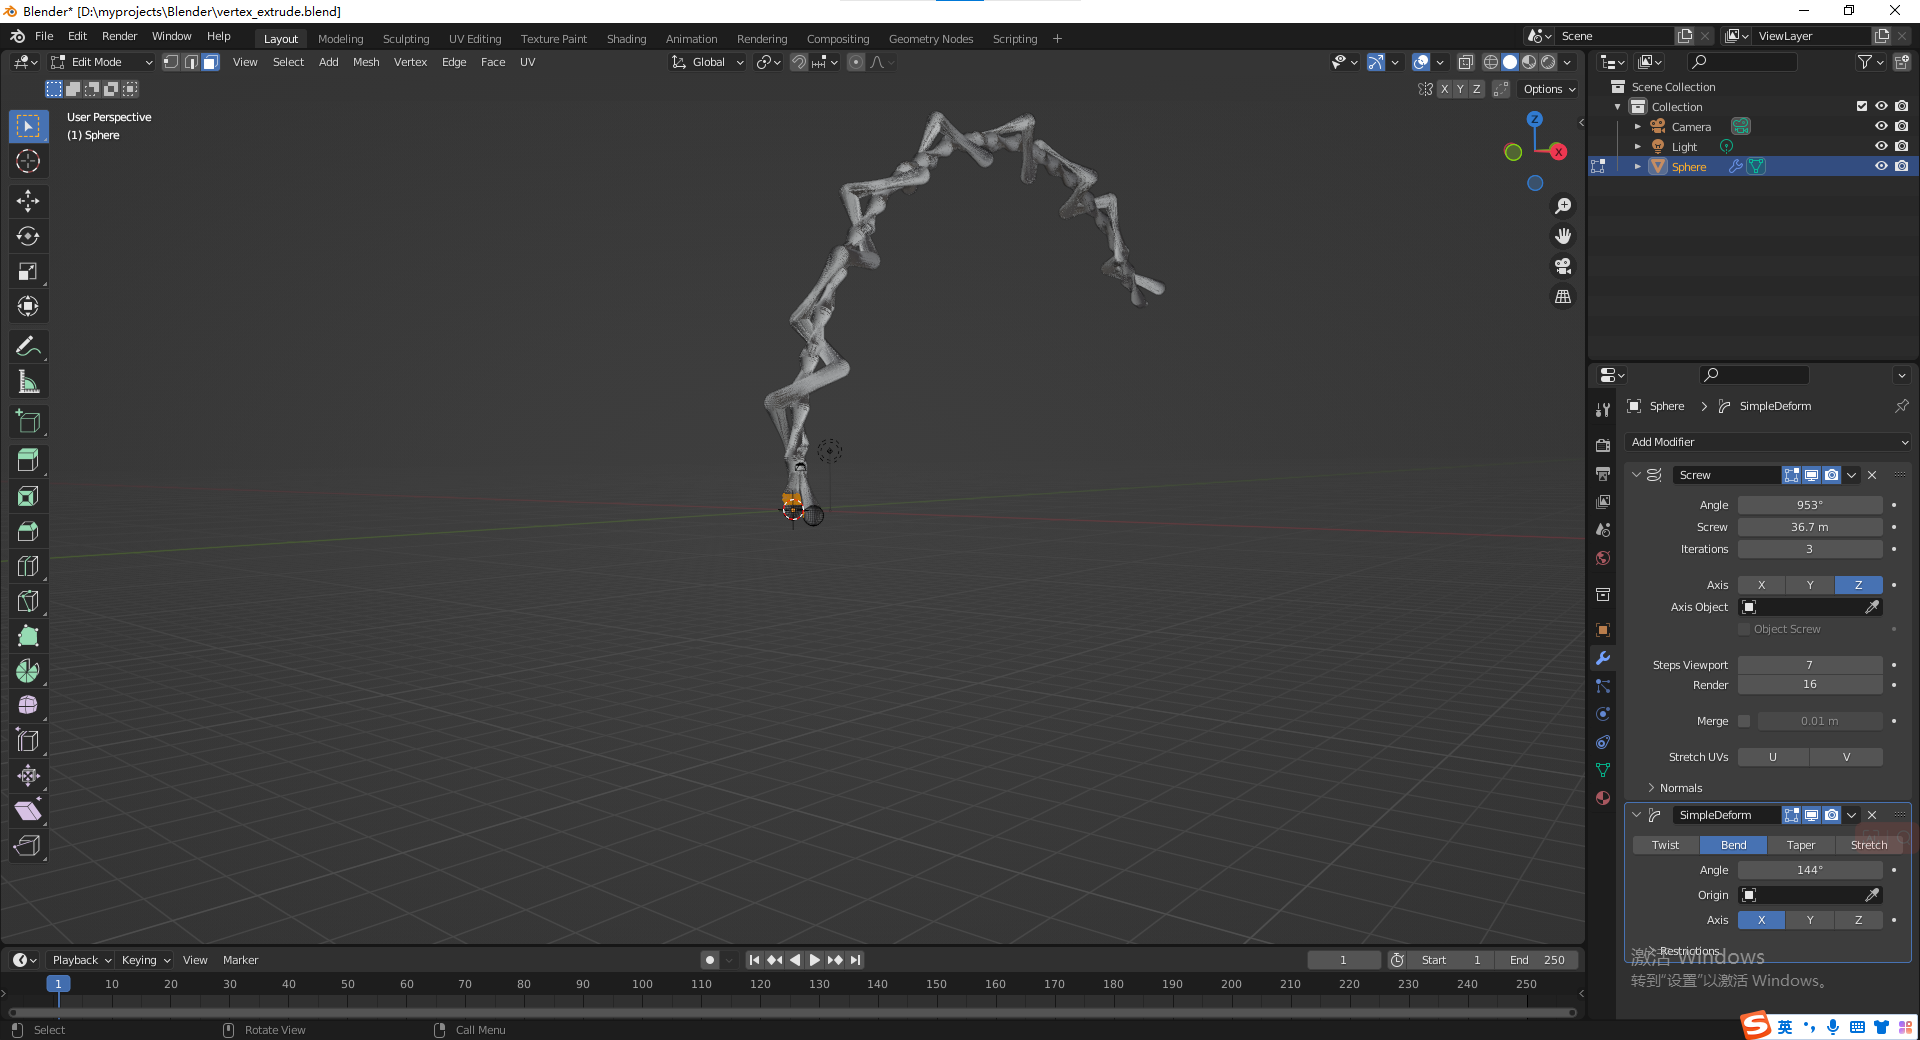 Blender* [D:\myprojects\Blender\vertex_extrude.blend]
File Edit Render Window Help Layout Modeling Sculpting UV Editing Texture Paint Shading Animation Rendering Compositing Geometry Nodes Scripting + Scene ViewLayer
Edit Mode View Select Add Mesh Vertex Edge Face UV Global
X Y Z Options
User Perspective
(1) Sphere
Z
X
Scene Collection
Collection
Camera
Light
Sphere
Sphere > SimpleDeform
Add Modifier
Screw
Angle 953°
Screw 36.7 m
Iterations 3
Axis X Y Z
Axis Object
Object Screw
Steps Viewport 7
Render 16
Merge 0.01 m
Stretch UVs U V
Normals
SimpleDeform
Twist Bend Taper Stretch
Angle 144°
Origin
Axis X Y Z
Restrictions
激活 Windows
转到"设置"以激活 Windows。
Playback Keying View Marker 1 Start 1 End 250
1 10 20 30 40 50 60 70 80 90 100 110 120 130 140 150 160 170 180 190 200 210 220 230 240 250
Select Rotate View Call Menu
S 英